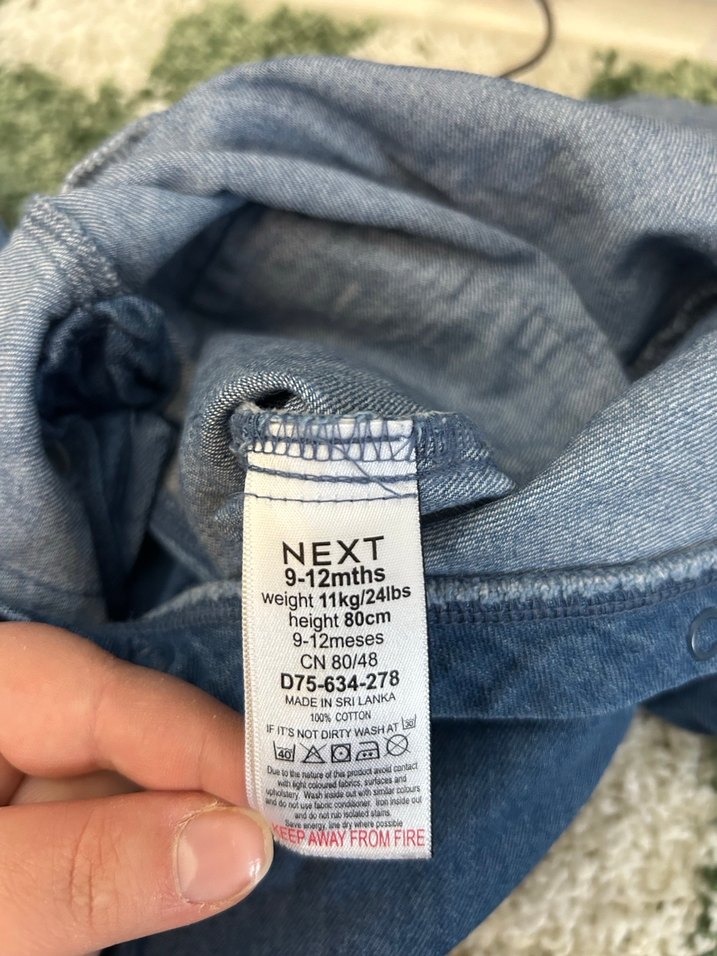 NEXT
9-12mths
weight 11kg/24lbs
height 80cm
9-12meses
CN 80/48
D75-634-278
MADE IN SRI LANKA
100% COTTON
IF IT'S NOT DIRTY WASH AT 30
40
Due to the nature of this product avoid contact
with light coloured fabrics, surfaces and
upholstery. Wash inside out with similar colours
and do not use fabric conditioner. Iron inside out
and do not rub isolated stains.
Save energy, line dry where possible
KEEP AWAY FROM FIRE